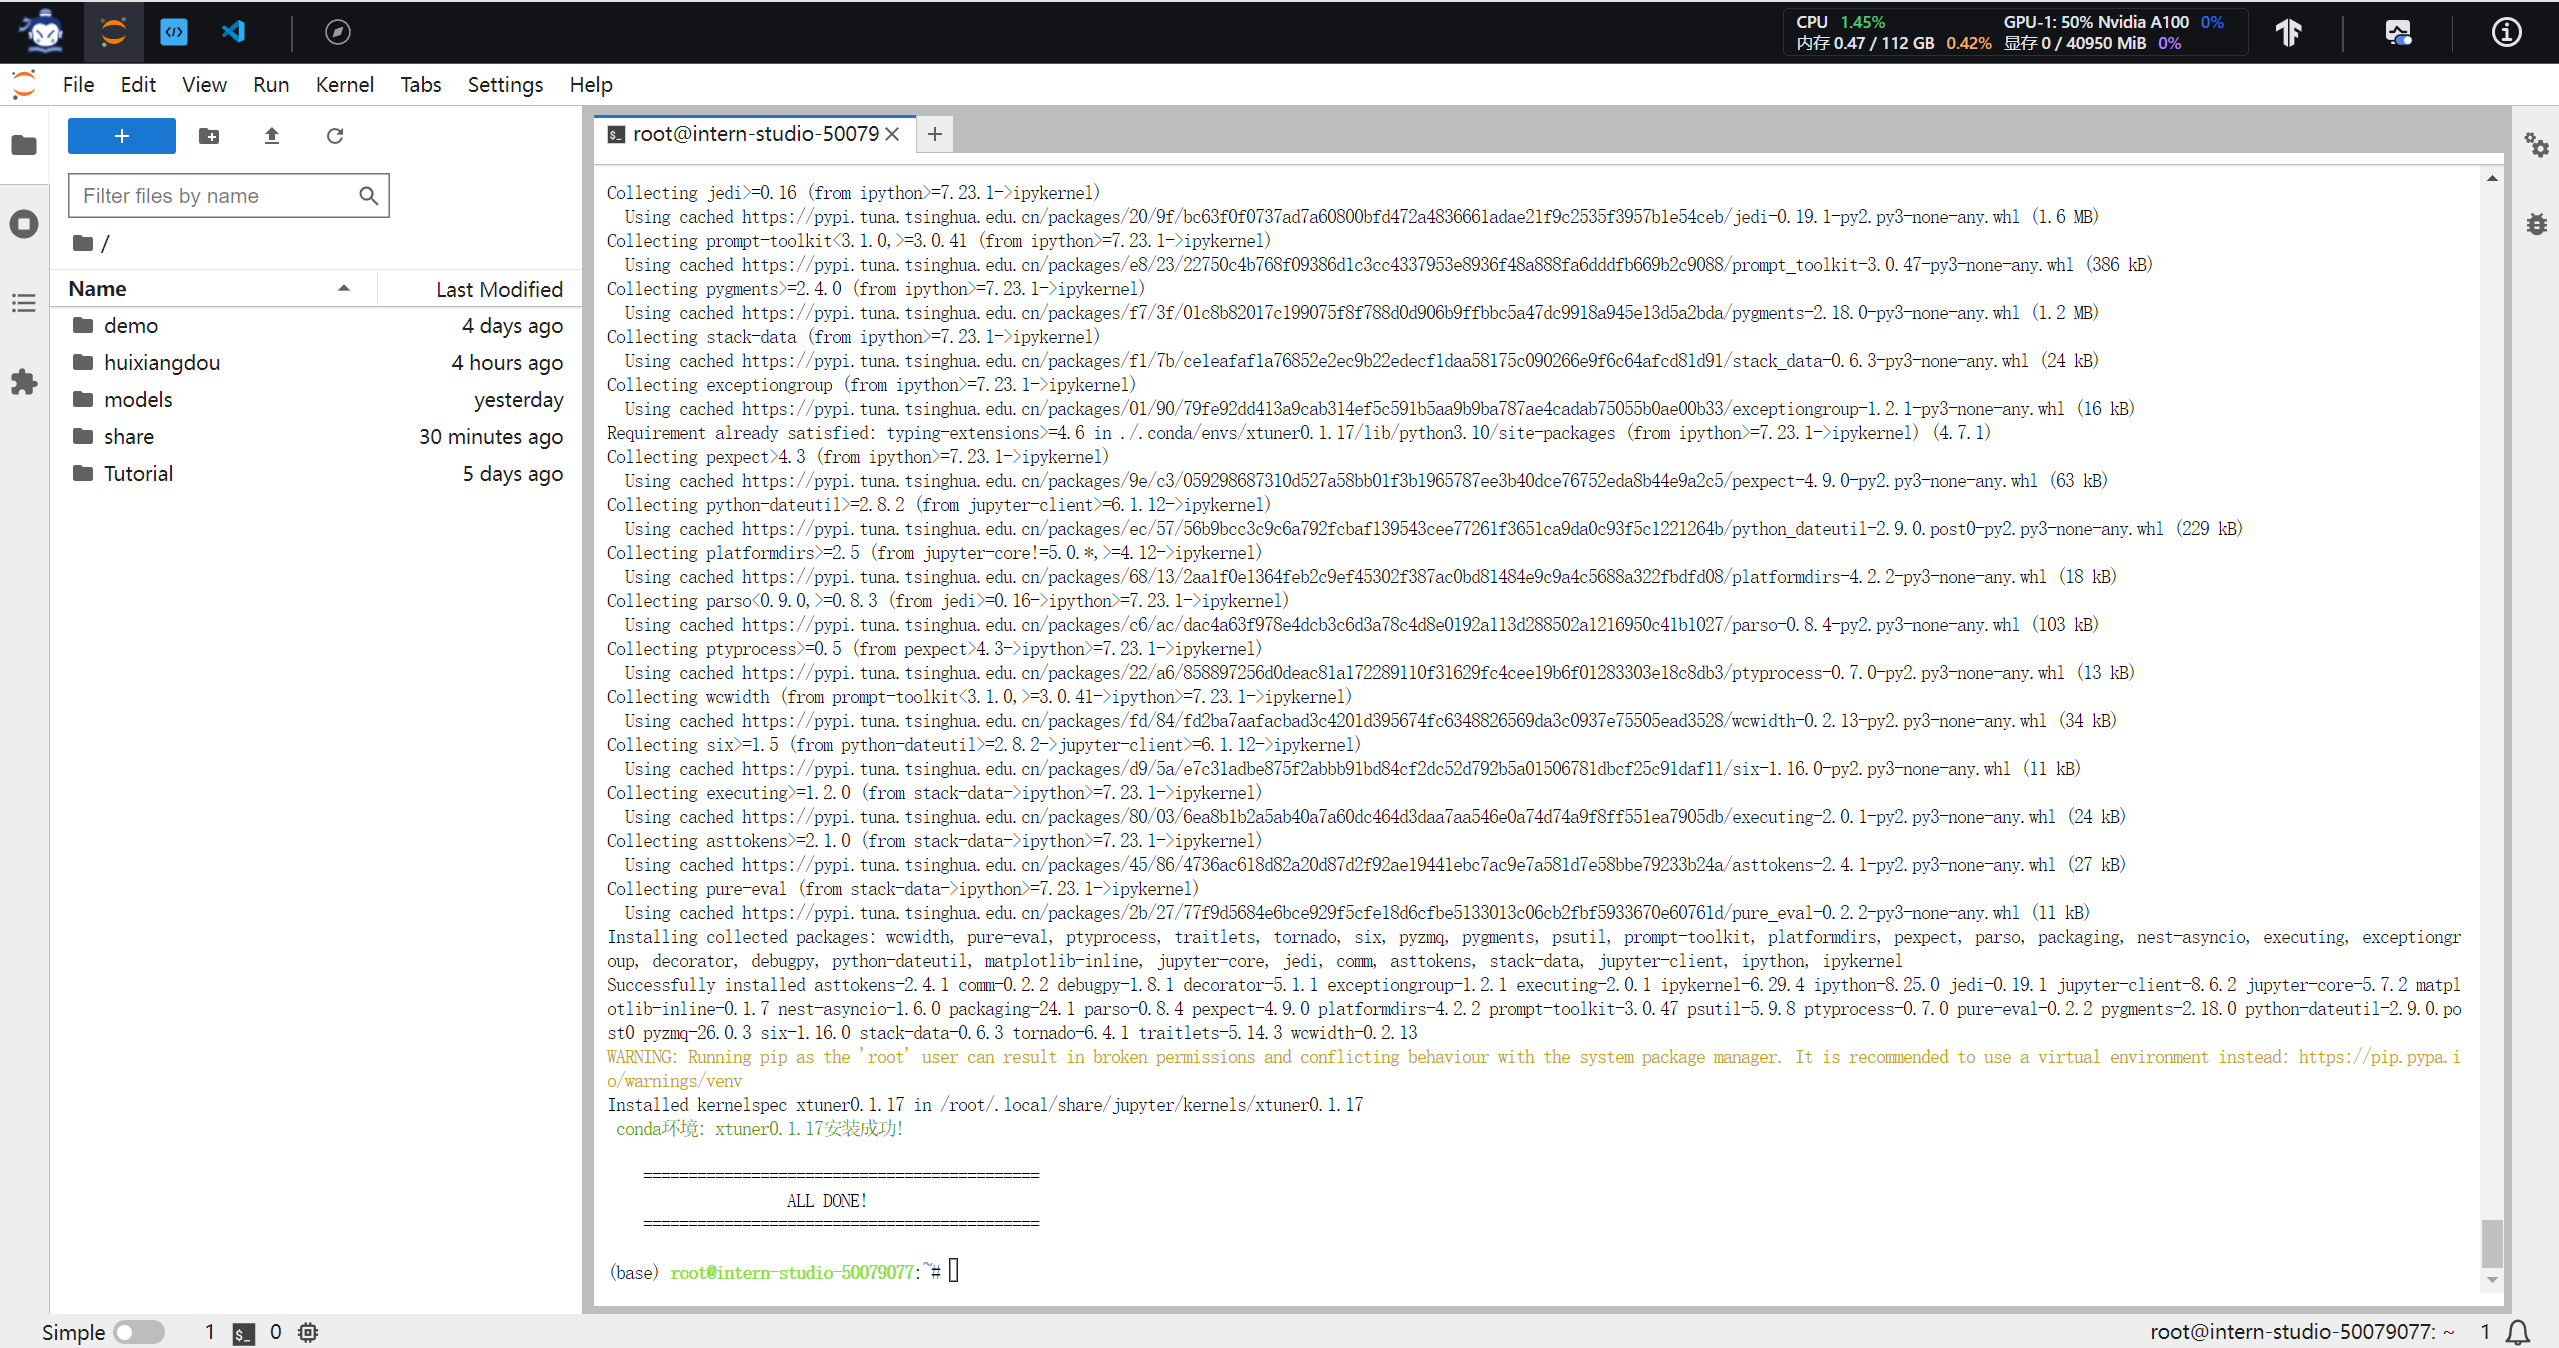 CPU 1.45%
GPU-1: 50% Nvidia A100 0%
内存 0.47 / 112 GB 0.42%
显存 0 / 40950 MiB 0%
File Edit View Run Kernel Tabs Settings Help
root@intern-studio-50079
Filter files by name
/
Name Last Modified
demo 4 days ago
huixiangdou 4 hours ago
models yesterday
share 30 minutes ago
Tutorial 5 days ago
Collecting jedi>=0.16 (from ipython>=7.23.1->ipykernel)
Using cached https://pypi.tuna.tsinghua.edu.cn/packages/20/9f/bc63f0f0737ad7a60800bfd472a4836661adae21f9c2535f3957b1e54ceb/jedi-0.19.1-py2.py3-none-any.whl (1.6 MB)
Collecting prompt-toolkit<3.1.0,>=3.0.41 (from ipython>=7.23.1->ipykernel)
Using cached https://pypi.tuna.tsinghua.edu.cn/packages/e8/23/22750c4b768f09386d1c3cc4337953e8936f48a888fa6dddfb669b2c9088/prompt_toolkit-3.0.47-py3-none-any.whl (386 kB)
Collecting pygments>=2.4.0 (from ipython>=7.23.1->ipykernel)
Using cached https://pypi.tuna.tsinghua.edu.cn/packages/f7/3f/01c8b82017c199075f8f788d0d906b9ffbbc5a47dc9918a945e13d5a2bda/pygments-2.18.0-py3-none-any.whl (1.2 MB)
Collecting stack-data (from ipython>=7.23.1->ipykernel)
Using cached https://pypi.tuna.tsinghua.edu.cn/packages/f1/7b/ce1eafaf1a76852e2ec9b22edecf1daa58175c090266e9f6c64afcd81d91/stack_data-0.6.3-py3-none-any.whl (24 kB)
Collecting exceptiongroup (from ipython>=7.23.1->ipykernel)
Using cached https://pypi.tuna.tsinghua.edu.cn/packages/01/90/79fe92dd413a9cab314ef5c591b5aa9b9ba787ae4cadab75055b0ae00b33/exceptiongroup-1.2.1-py3-none-any.whl (16 kB)
Requirement already satisfied: typing-extensions>=4.6 in ./.conda/envs/xtuner0.1.17/lib/python3.10/site-packages (from ipython>=7.23.1->ipykernel) (4.7.1)
Collecting pexpect>4.3 (from ipython>=7.23.1->ipykernel)
Using cached https://pypi.tuna.tsinghua.edu.cn/packages/9e/c3/059298687310d527a58bb01f3b1965787ee3b40dce76752eda8b44e9a2c5/pexpect-4.9.0-py2.py3-none-any.whl (63 kB)
Collecting python-dateutil>=2.8.2 (from jupyter-client>=6.1.12->ipykernel)
Using cached https://pypi.tuna.tsinghua.edu.cn/packages/ec/57/56b9bcc3c9c6a792fcbaf139543cee77261f3651ca9da0c93f5c1221264b/python_dateutil-2.9.0.post0-py2.py3-none-any.whl (229 kB)
Collecting platformdirs>=2.5 (from jupyter-core!=5.0.*,>=4.12->ipykernel)
Using cached https://pypi.tuna.tsinghua.edu.cn/packages/68/13/2aa1f0e1364feb2c9ef45302f387ac0bd81484e9c9a4c5688a322fbdfd08/platformdirs-4.2.2-py3-none-any.whl (18 kB)
Collecting parso<0.9.0,>=0.8.3 (from jedi>=0.16->ipython>=7.23.1->ipykernel)
Using cached https://pypi.tuna.tsinghua.edu.cn/packages/c6/ac/dac4a63f978e4dcb3c6d3a78c4d8e0192a113d288502a1216950c41b1027/parso-0.8.4-py2.py3-none-any.whl (103 kB)
Collecting ptyprocess>=0.5 (from pexpect>4.3->ipython>=7.23.1->ipykernel)
Using cached https://pypi.tuna.tsinghua.edu.cn/packages/22/a6/858897256d0deac81a172289110f31629fc4cee19b6f01283303e18c8db3/ptyprocess-0.7.0-py2.py3-none-any.whl (13 kB)
Collecting wcwidth (from prompt-toolkit<3.1.0,>=3.0.41->ipython>=7.23.1->ipykernel)
Using cached https://pypi.tuna.tsinghua.edu.cn/packages/fd/84/fd2ba7aafacbad3c4201d395674fc6348826569da3c0937e75505ead3528/wcwidth-0.2.13-py2.py3-none-any.whl (34 kB)
Collecting six>=1.5 (from python-dateutil>=2.8.2->jupyter-client>=6.1.12->ipykernel)
Using cached https://pypi.tuna.tsinghua.edu.cn/packages/d9/5a/e7c31adbe875f2abbb91bd84cf2dc52d792b5a01506781dbcf25c91daf11/six-1.16.0-py2.py3-none-any.whl (11 kB)
Collecting executing>=1.2.0 (from stack-data->ipython>=7.23.1->ipykernel)
Using cached https://pypi.tuna.tsinghua.edu.cn/packages/80/03/6ea8b1b2a5ab40a7a60dc464d3daa7aa546e0a74d74a9f8ff551ea7905db/executing-2.0.1-py2.py3-none-any.whl (24 kB)
Collecting asttokens>=2.1.0 (from stack-data->ipython>=7.23.1->ipykernel)
Using cached https://pypi.tuna.tsinghua.edu.cn/packages/45/86/4736ac618d82a20d87d2f92ae19441ebc7ac9e7a581d7e58bbe79233b24a/asttokens-2.4.1-py2.py3-none-any.whl (27 kB)
Collecting pure-eval (from stack-data->ipython>=7.23.1->ipykernel)
Using cached https://pypi.tuna.tsinghua.edu.cn/packages/2b/27/77f9d5684e6bce929f5cfe18d6cfbe5133013c06cb2fbf5933670e60761d/pure_eval-0.2.2-py3-none-any.whl (11 kB)
Installing collected packages: wcwidth, pure-eval, ptyprocess, traitlets, tornado, six, pyzmq, pygments, psutil, prompt-toolkit, platformdirs, pexpect, parso, packaging, nest-asyncio, executing, exceptiongr
oup, decorator, debugpy, python-dateutil, matplotlib-inline, jupyter-core, jedi, comm, asttokens, stack-data, jupyter-client, ipython, ipykernel
Successfully installed asttokens-2.4.1 comm-0.2.2 debugpy-1.8.1 decorator-5.1.1 exceptiongroup-1.2.1 executing-2.0.1 ipykernel-6.29.4 ipython-8.25.0 jedi-0.19.1 jupyter-client-8.6.2 jupyter-core-5.7.2 matpl
otlib-inline-0.1.7 nest-asyncio-1.6.0 packaging-24.1 parso-0.8.4 pexpect-4.9.0 platformdirs-4.2.2 prompt-toolkit-3.0.47 psutil-5.9.8 ptyprocess-0.7.0 pure-eval-0.2.2 pygments-2.18.0 python-dateutil-2.9.0.po
st0 pyzmq-26.0.3 six-1.16.0 stack-data-0.6.3 tornado-6.4.1 traitlets-5.14.3 wcwidth-0.2.13
WARNING: Running pip as the 'root' user can result in broken permissions and conflicting behaviour with the system package manager. It is recommended to use a virtual environment instead: https://pip.pypa.i
o/warnings/venv
Installed kernelspec xtuner0.1.17 in /root/.local/share/jupyter/kernels/xtuner0.1.17
conda环境: xtuner0.1.17安装成功!
============================================
ALL DONE!
============================================
(base) root@intern-studio-50079077:~#
Simple 1 0
root@intern-studio-50079077: ~ 1